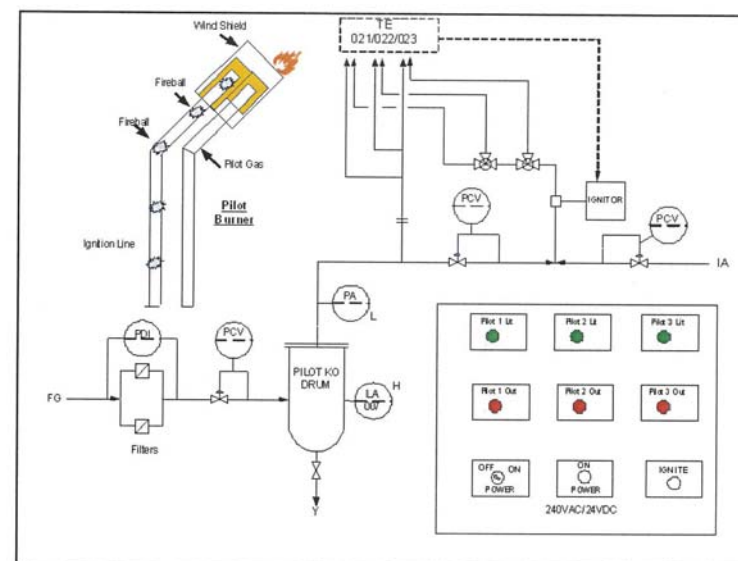 Wind Shield
TE
021/022/023
Fireball
Fireball
Pilot Gas
Pilot
Burner
Ignition Line
PCV
IGNITOR
PCV
IA
PA
L
PDI
PCV
PILOT KO
DRUM
LA
007
H
FG
Filters
Y
Pilot 1 Lit
Pilot 2 Lit
Pilot 3 Lit
Pilot 1 Out
Pilot 2 Out
Pilot 3 Out
OFF ON
POWER
ON
POWER
IGNITE
240VAC/24VDC